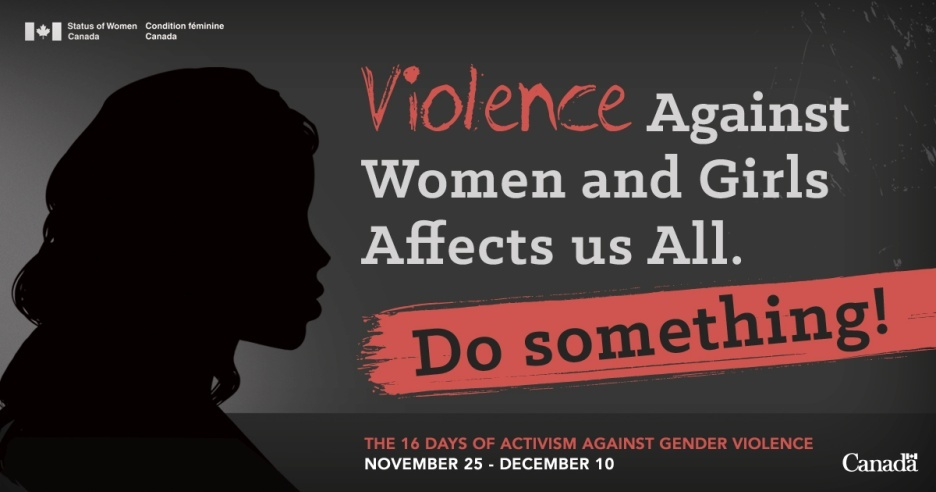 Status of Women Condition féminine
Canada Canada
Violence Against
Women and Girls
Affects us All.
Do something!
THE 16 DAYS OF ACTIVISM AGAINST GENDER VIOLENCE
NOVEMBER 25 - DECEMBER 10
Canada